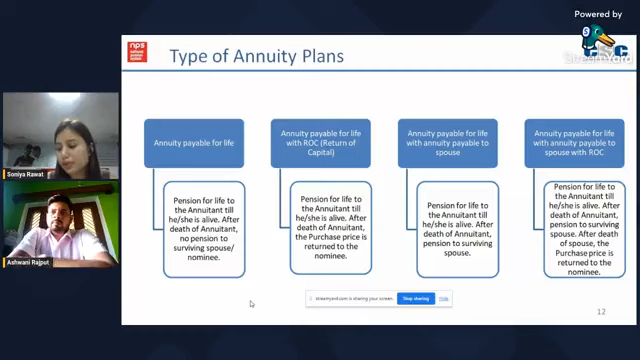 Powered by
StreamYard
nps
Type of Annuity Plans
Annuity payable for life
Annuity payable for life
with ROC (Return of
Capital)
Annuity payable for life
with annuity payable to
spouse
Annuity payable for life
with annuity payable to
spouse with ROC
Pension for life to
the Annuitant till
he/she is alive. After
death of Annuitant,
no pension to
surviving spouse/
nominee.
Pension for life to
the Annuitant till
he/she is alive. After
death of Annuitant,
the Purchase price is
returned to the
nominee.
Pension for life to
the Annuitant till
he/she is alive. After
death of Annuitant,
pension to surviving
spouse.
Pension for life to
the Annuitant till
he/she is alive. After
death of Annuitant,
pension to surviving
spouse. After death
of spouse, the
Purchase price is
returned to the
nominee.
Soniya Rawat
Ashwani Rajput
streamyard.com is sharing your screen.
Stop sharing
Hide
12